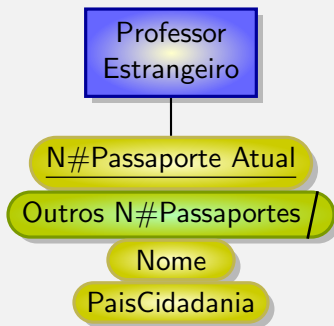 Professor
Estrangeiro
N#Passaporte Atual
Outros N#Passaportes
Nome
PaisCidadania